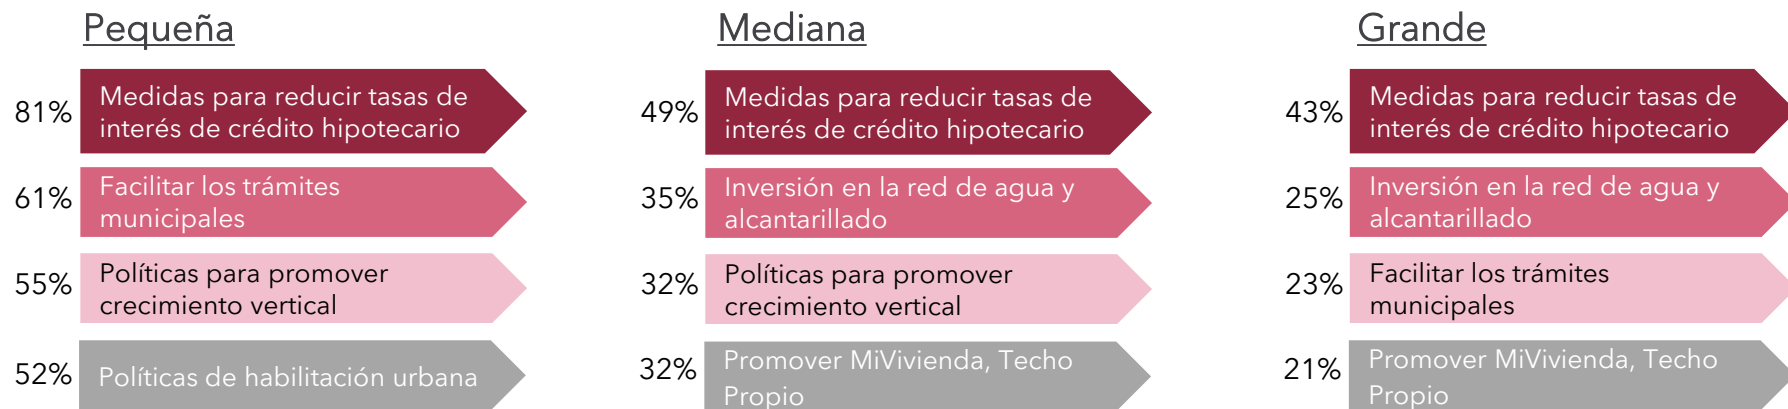 Pequeña
81%
Medidas para reducir tasas de
interés de crédito hipotecario
61%
Facilitar los trámites
municipales
55%
Políticas para promover
crecimiento vertical
52%
Políticas de habilitación urbana
Mediana
49%
Medidas para reducir tasas de
interés de crédito hipotecario
35%
Inversión en la red de agua y
alcantarillado
32%
Políticas para promover
crecimiento vertical
32%
Promover MiVivienda, Techo
Propio
Grande
43%
Medidas para reducir tasas de
interés de crédito hipotecario
25%
Inversión en la red de agua y
alcantarillado
23%
Facilitar los trámites
municipales
21%
Promover MiVivienda, Techo
Propio